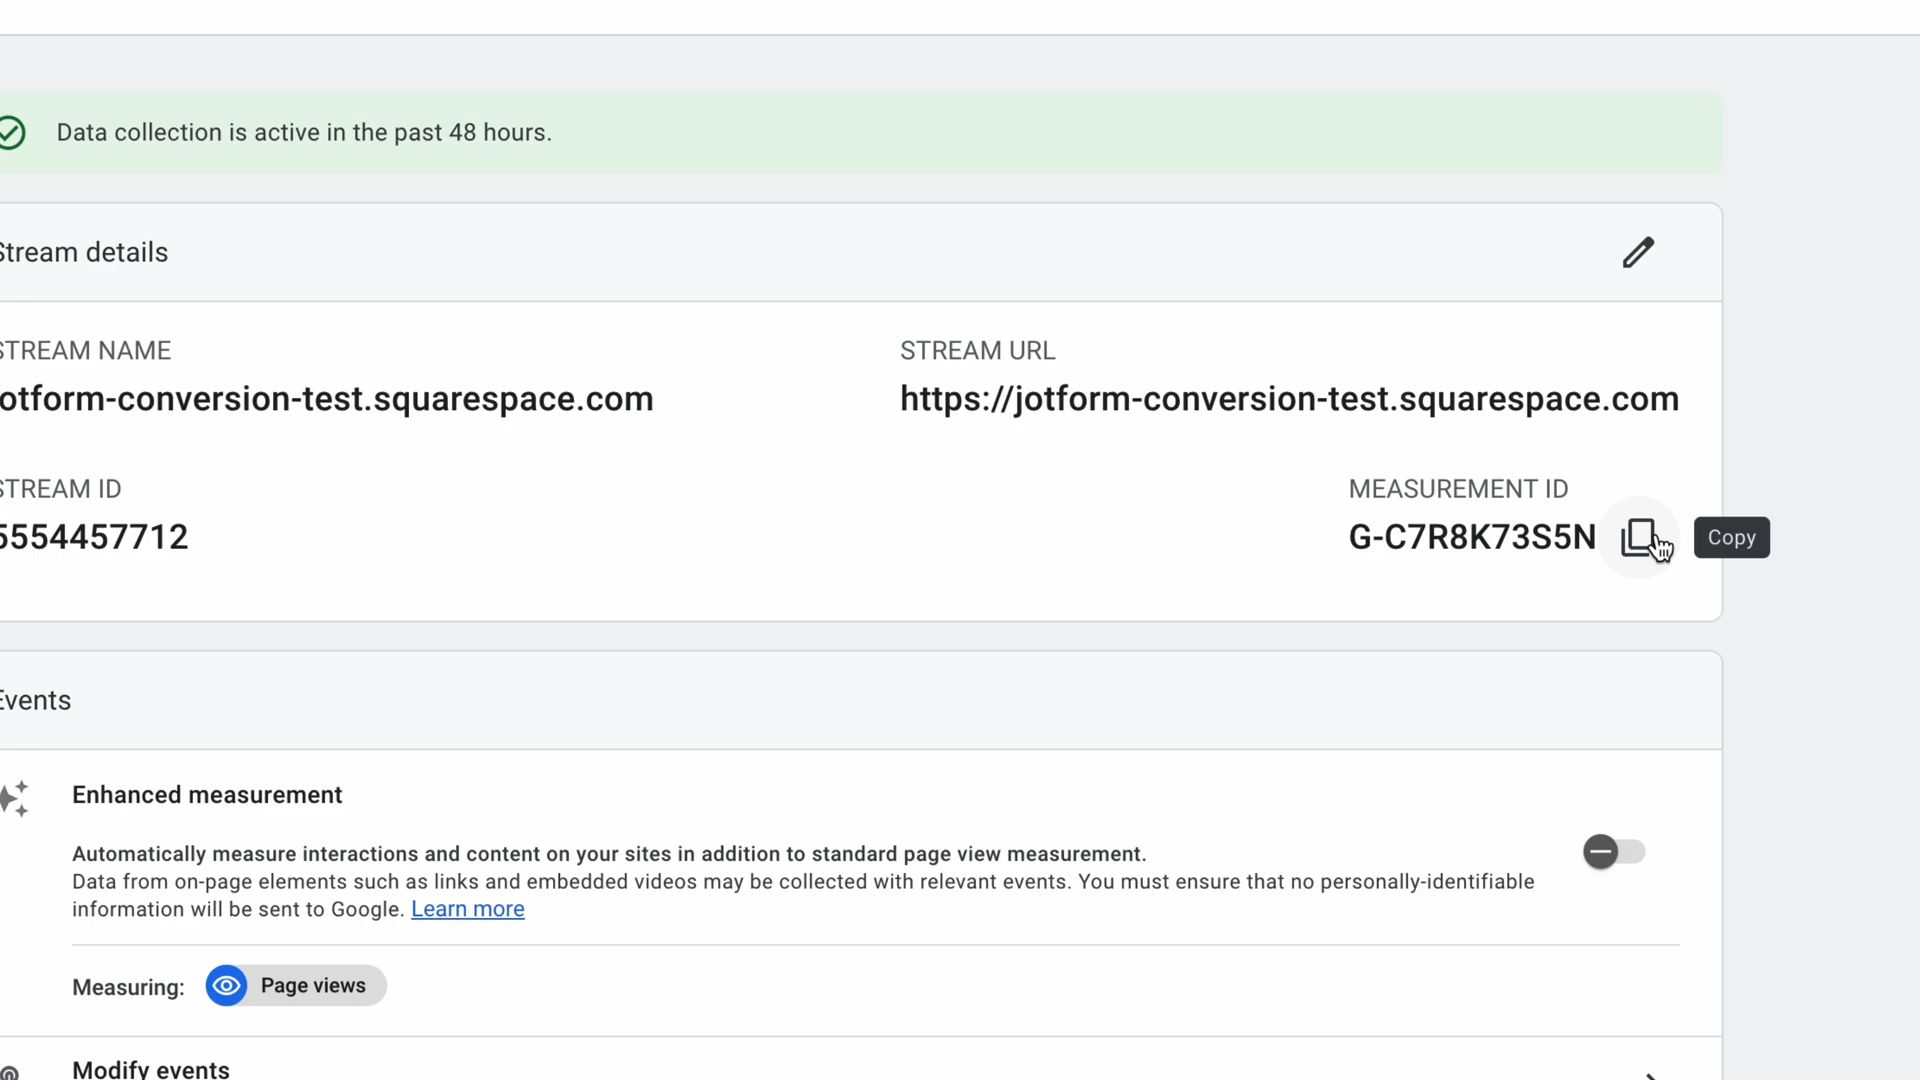 Data collection is active in the past 48 hours.
Stream details
STREAM NAME
STREAM URL
otform-conversion-test.squarespace.com
https://jotform-conversion-test.squarespace.com
STREAM ID
MEASUREMENT ID
5554457712
G-C7R8K73S5N
Copy
Events
Enhanced measurement
Automatically measure interactions and content on your sites in addition to standard page view measurement.
Data from on-page elements such as links and embedded videos may be collected with relevant events. You must ensure that no personally-identifiable
information will be sent to Google. Learn more
Measuring:
Page views
Modify events